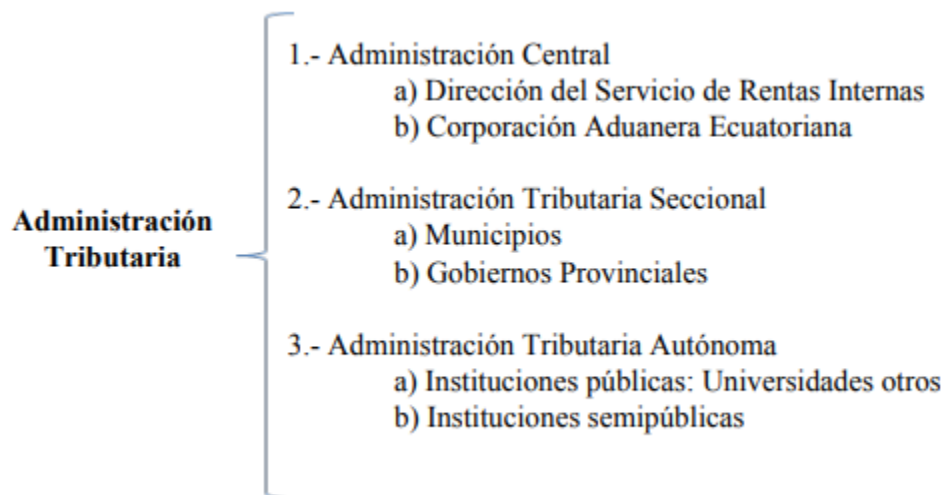 Administración
Tributaria
1.- Administración Central
a) Dirección del Servicio de Rentas Internas
b) Corporación Aduanera Ecuatoriana
2.- Administración Tributaria Seccional
a) Municipios
b) Gobiernos Provinciales
3.- Administración Tributaria Autónoma
a) Instituciones públicas: Universidades otros
b) Instituciones semipúblicas